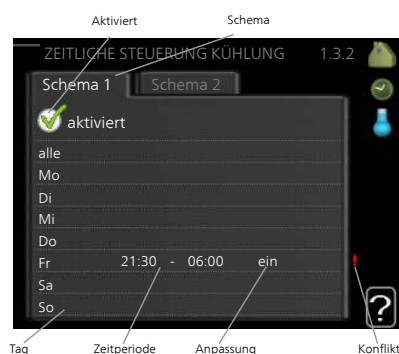 Aktiviert Schema
ZEITLICHE STEUERUNG KÜHLUNG 1.3.2
Schema 1 Schema 2
aktiviert
alle
Mo
Di
Mi
Do
Fr 21:30 - 06:00 ein !
Sa
So
?
Tag Zeitperiode Anpassung Konflikt